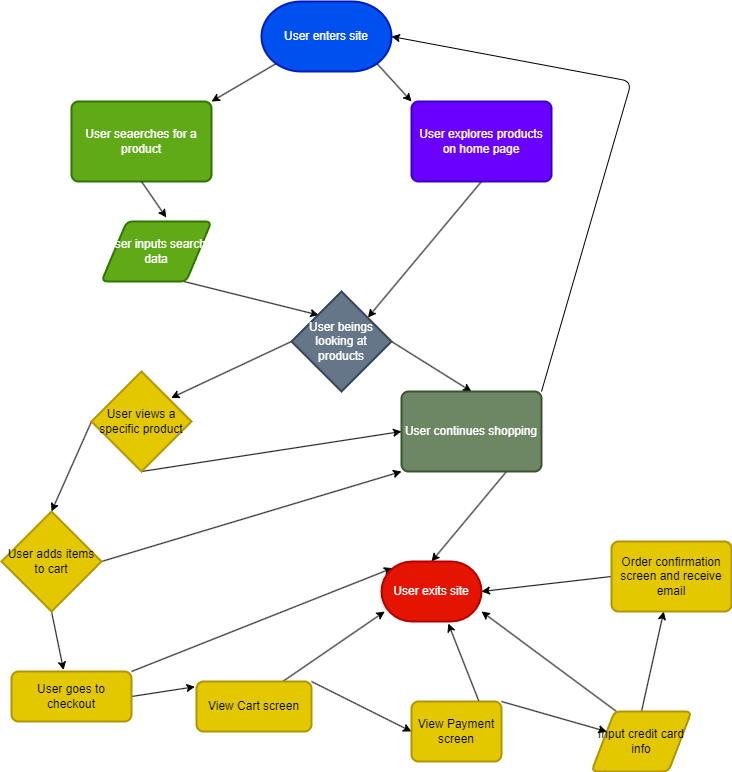 User enters site
User seaerches for a
product
User explores products
on home page
ser inputs search
data
User beings
looking at
products
User views a
specific product
User continues shopping
User adds items
to cart
User exits site
Order confirmation
screen and receive
email
User goes to
checkout
View Cart screen
View Payment
screen
Input credit card
info